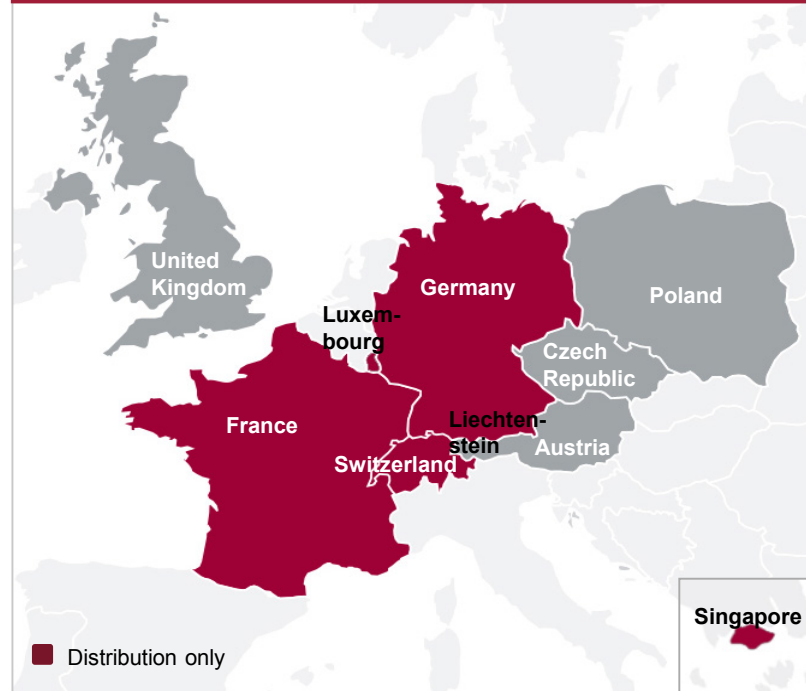 United
Kingdom
Germany
Poland
Luxem-
bourg
Czech
Republic
France
Liechten-
stein
Austria
Switzerland
Singapore
Distribution only